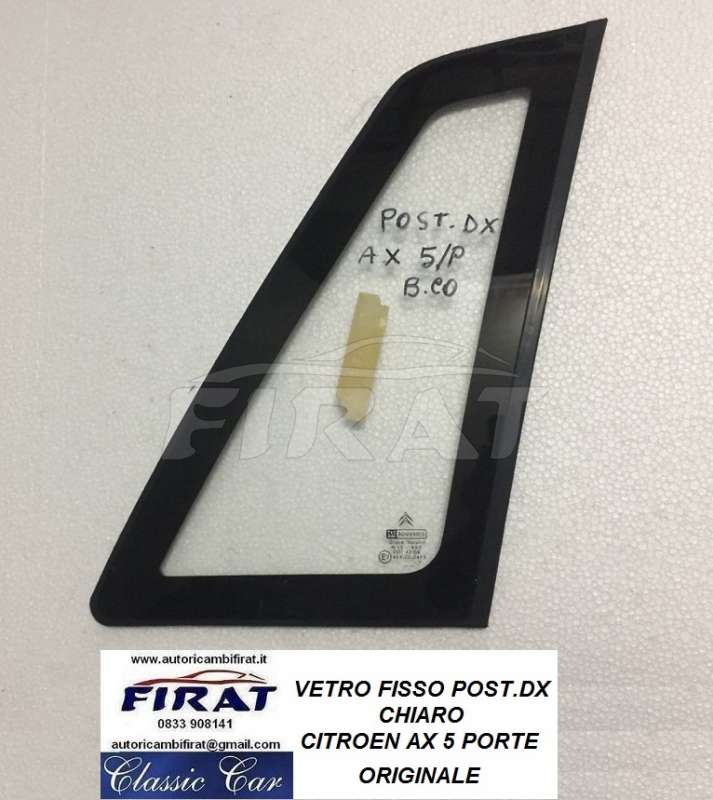 POST.DX
AX 5/P
B.CO
FIRAT
www.autoricambifirat.it
FIRAT
0833 908141
autoricambifirat@gmail.com
Classic Car
VETRO FISSO POST.DX
CHIARO
CITROEN AX 5 PORTE
ORIGINALE